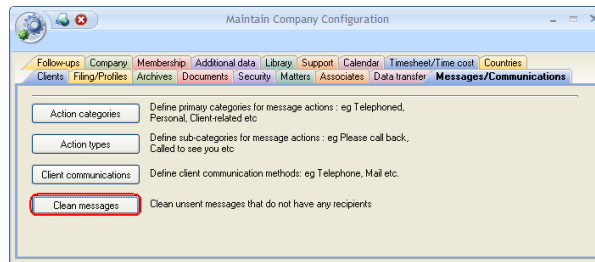 Maintain Company Configuration
Follow-ups Company Membership Additional data Library Support Calendar Timesheet/Time cost Countries
Clients Filing/Profiles Archives Documents Security Matters Associates Data transfer Messages/Communications
Action categories
Define primary categories for message actions : eg Telephoned,
Personal, Client-related etc
Action types
Define sub-categories for message actions : eg Please call back,
Called to see you etc
Client communications
Define client communication methods: eg Telephone, Mail etc.
Clean messages
Clean unsent messages that do not have any recipients